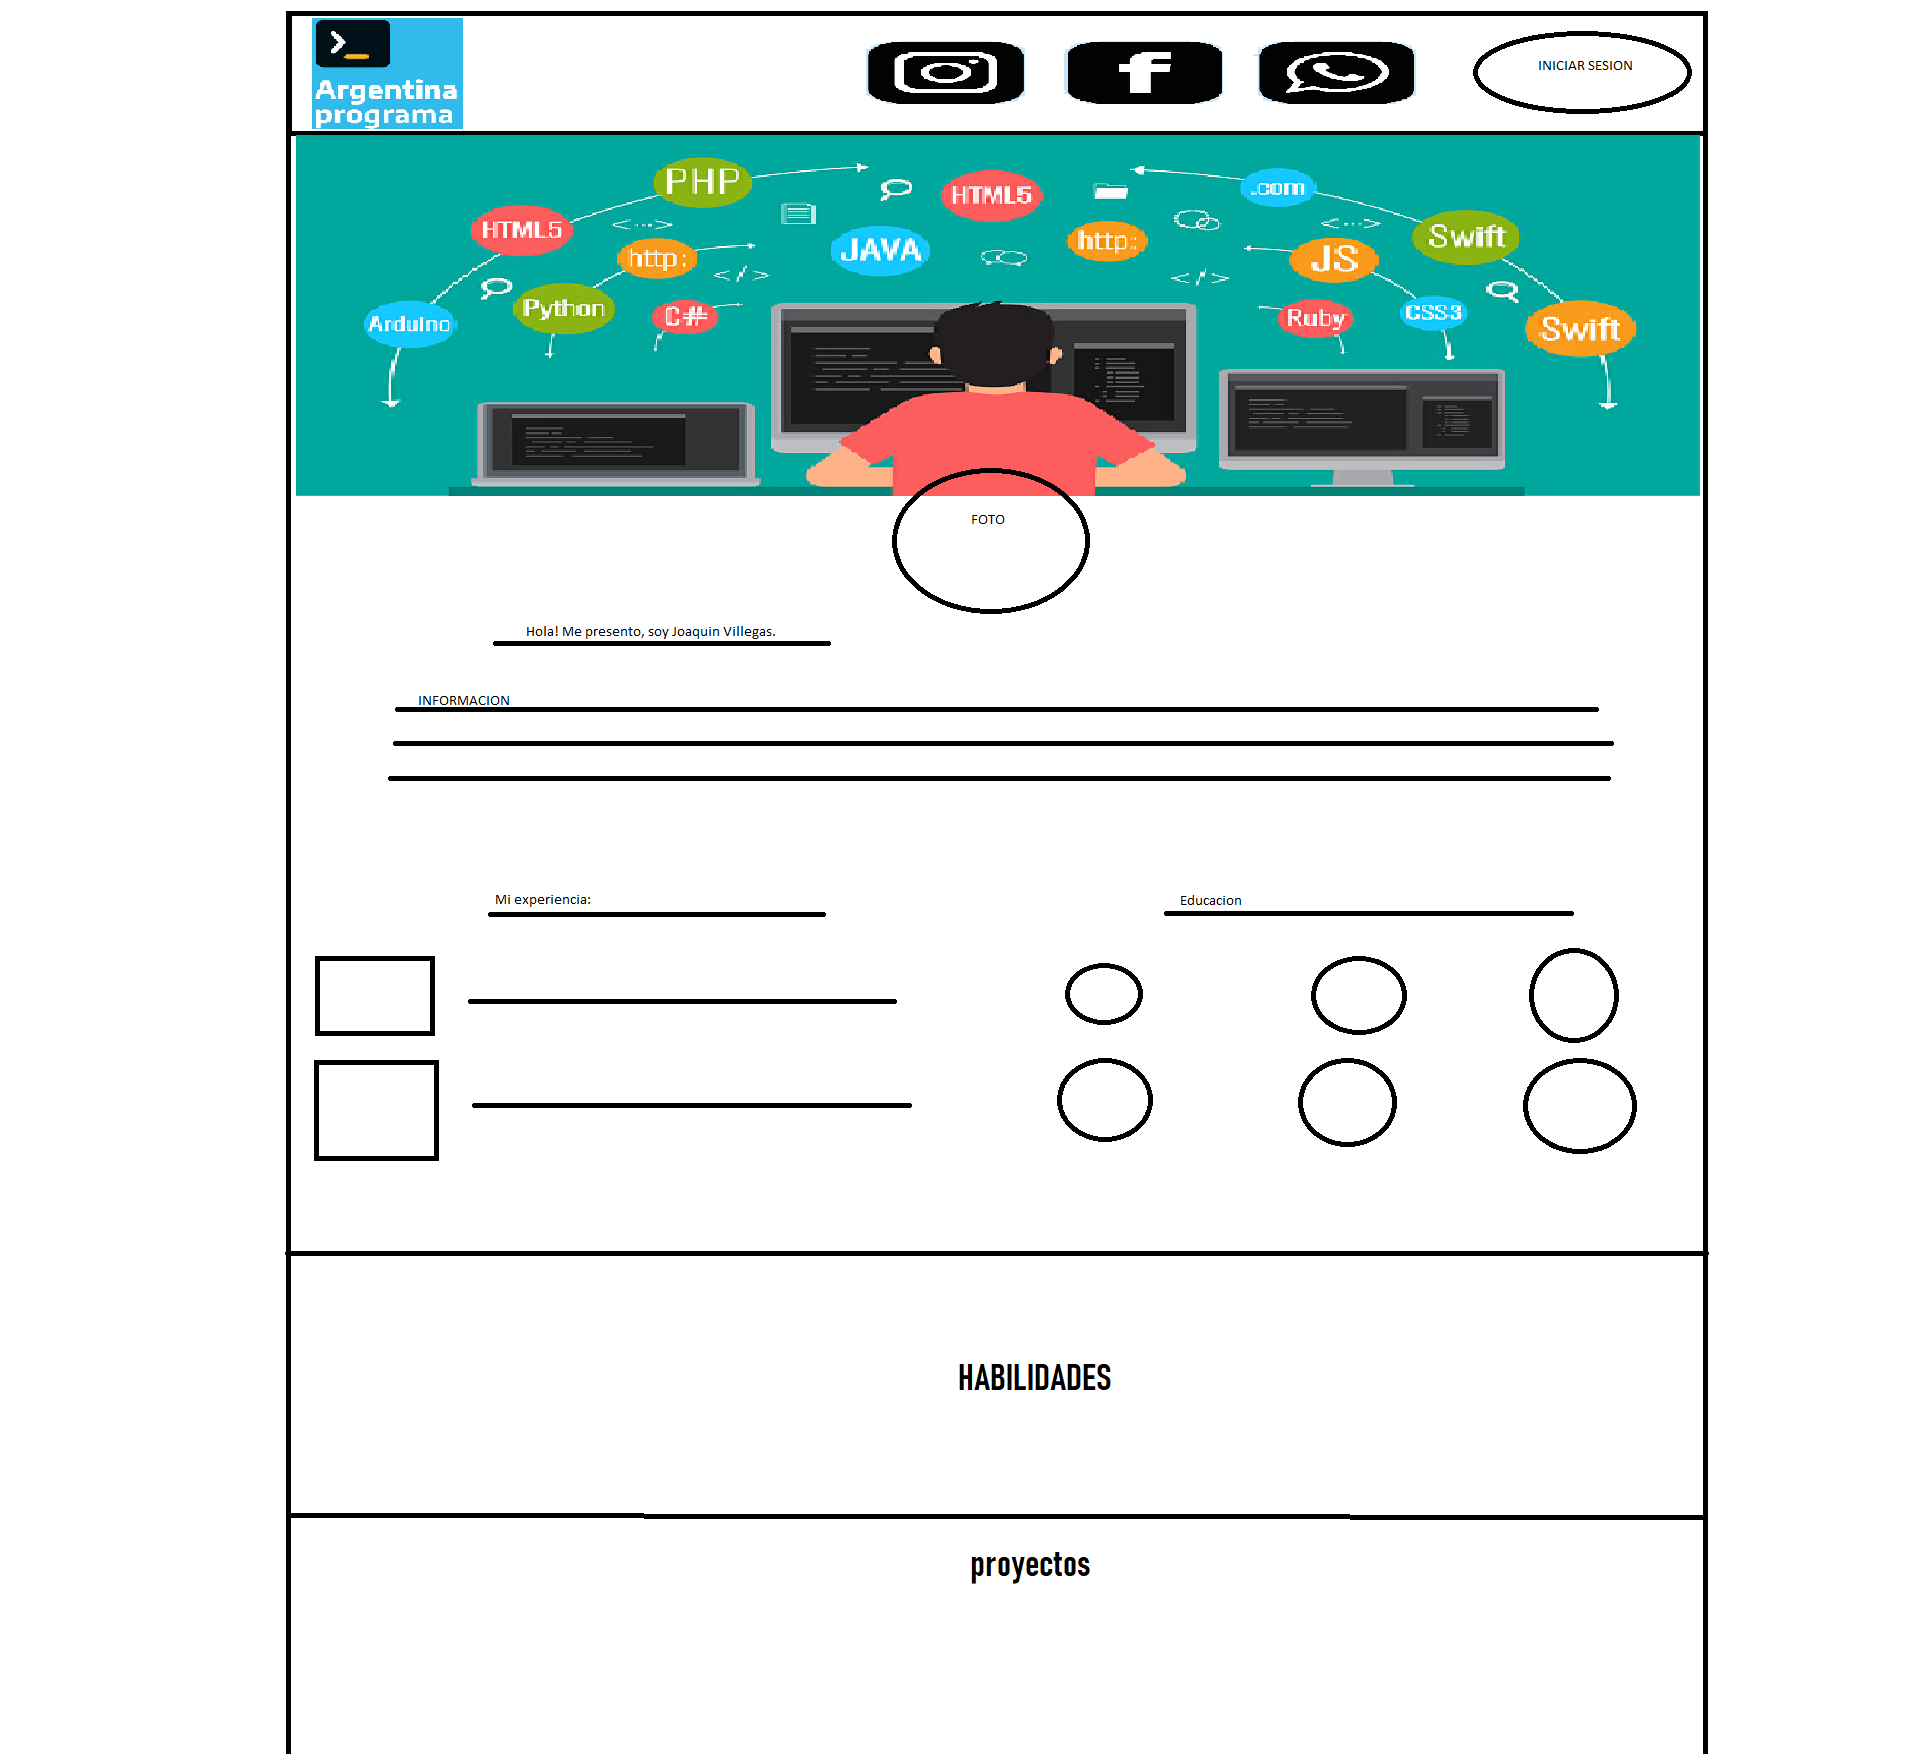 Argentina
programa
INICIAR SESION
PHP
HTML5
.com
HTML5
Swift
JAVA
http:
http:
JS
Python
C#
Ruby
CSS3
Arduino
Swift
FOTO
Hola! Me presento, soy Joaquin Villegas.
INFORMACION
Mi experiencia:
Educacion
HABILIDADES
proyectos